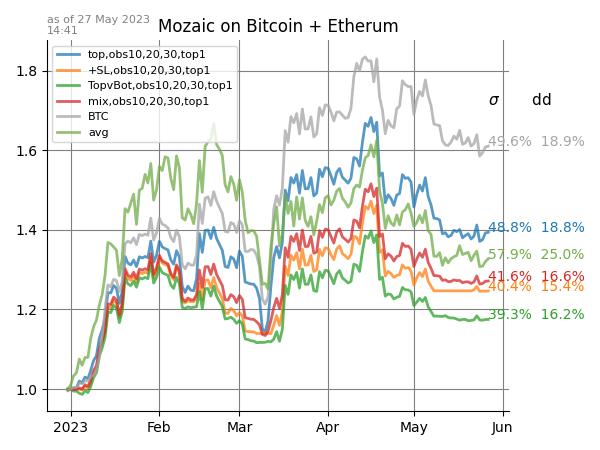 as of 27 May 2023
14:41
Mozaic on Bitcoin + Etherum
top,obs10,20,30,top1
+SL,obs10,20,30,top1
TopvBot,obs10,20,30,top1
mix,obs10,20,30,top1
BTC
avg
σ dd
49.6% 18.9%
48.8% 18.8%
57.9% 25.0%
41.6% 16.6%
40.4% 15.4%
39.3% 16.2%
1.8
1.6
1.4
1.2
1.0
2023 Feb Mar Apr May Jun